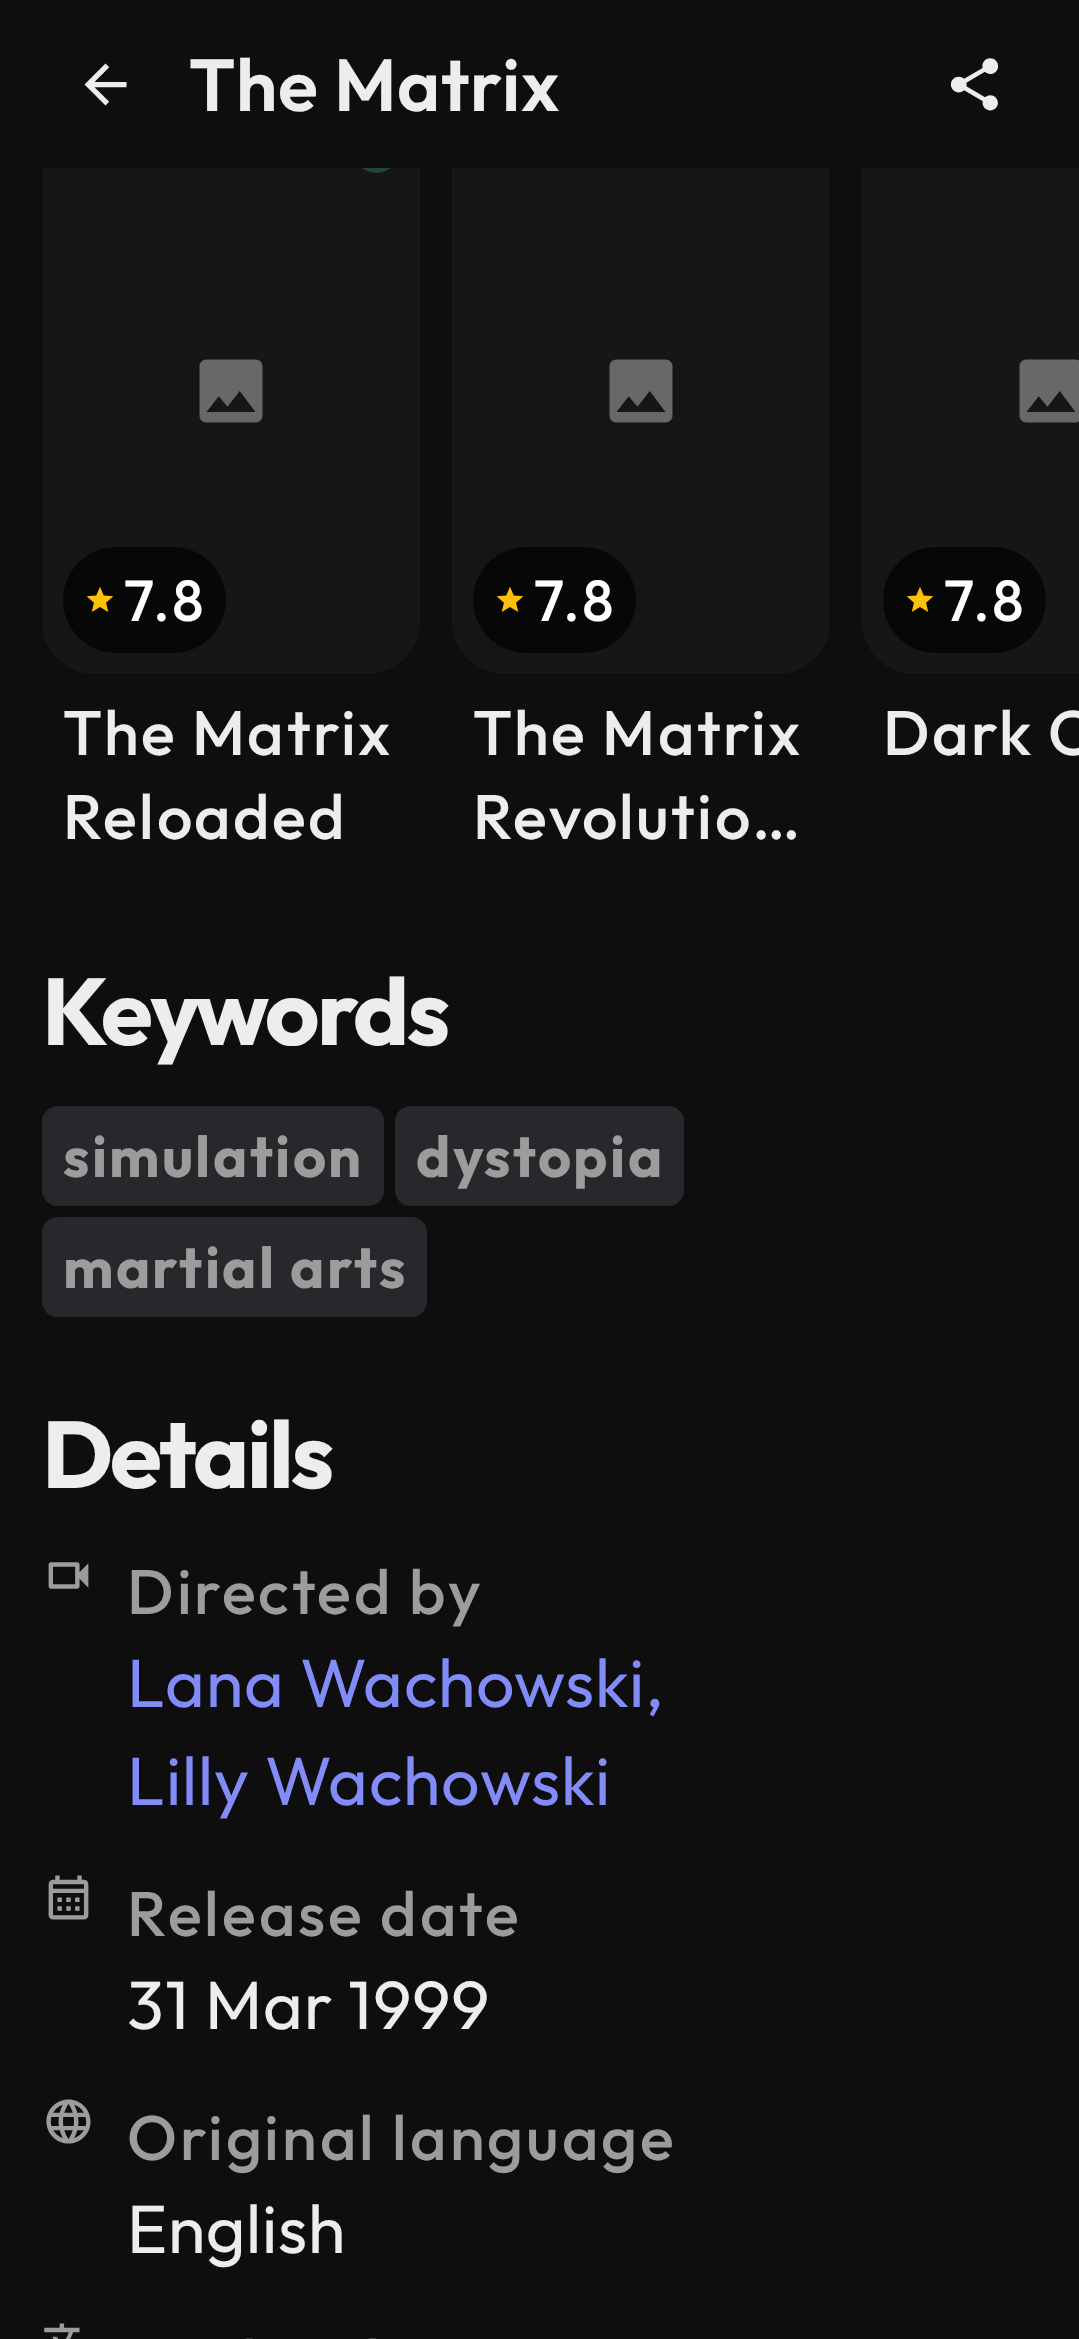 The Matrix
7.8
7.8
7.8
The Matrix
Reloaded
The Matrix
Revolutio...
Dark
Keywords
simulation
dystopia
martial arts
Details
Directed by
Lana Wachowski,
Lilly Wachowski
Release date
31 Mar 1999
Original language
English